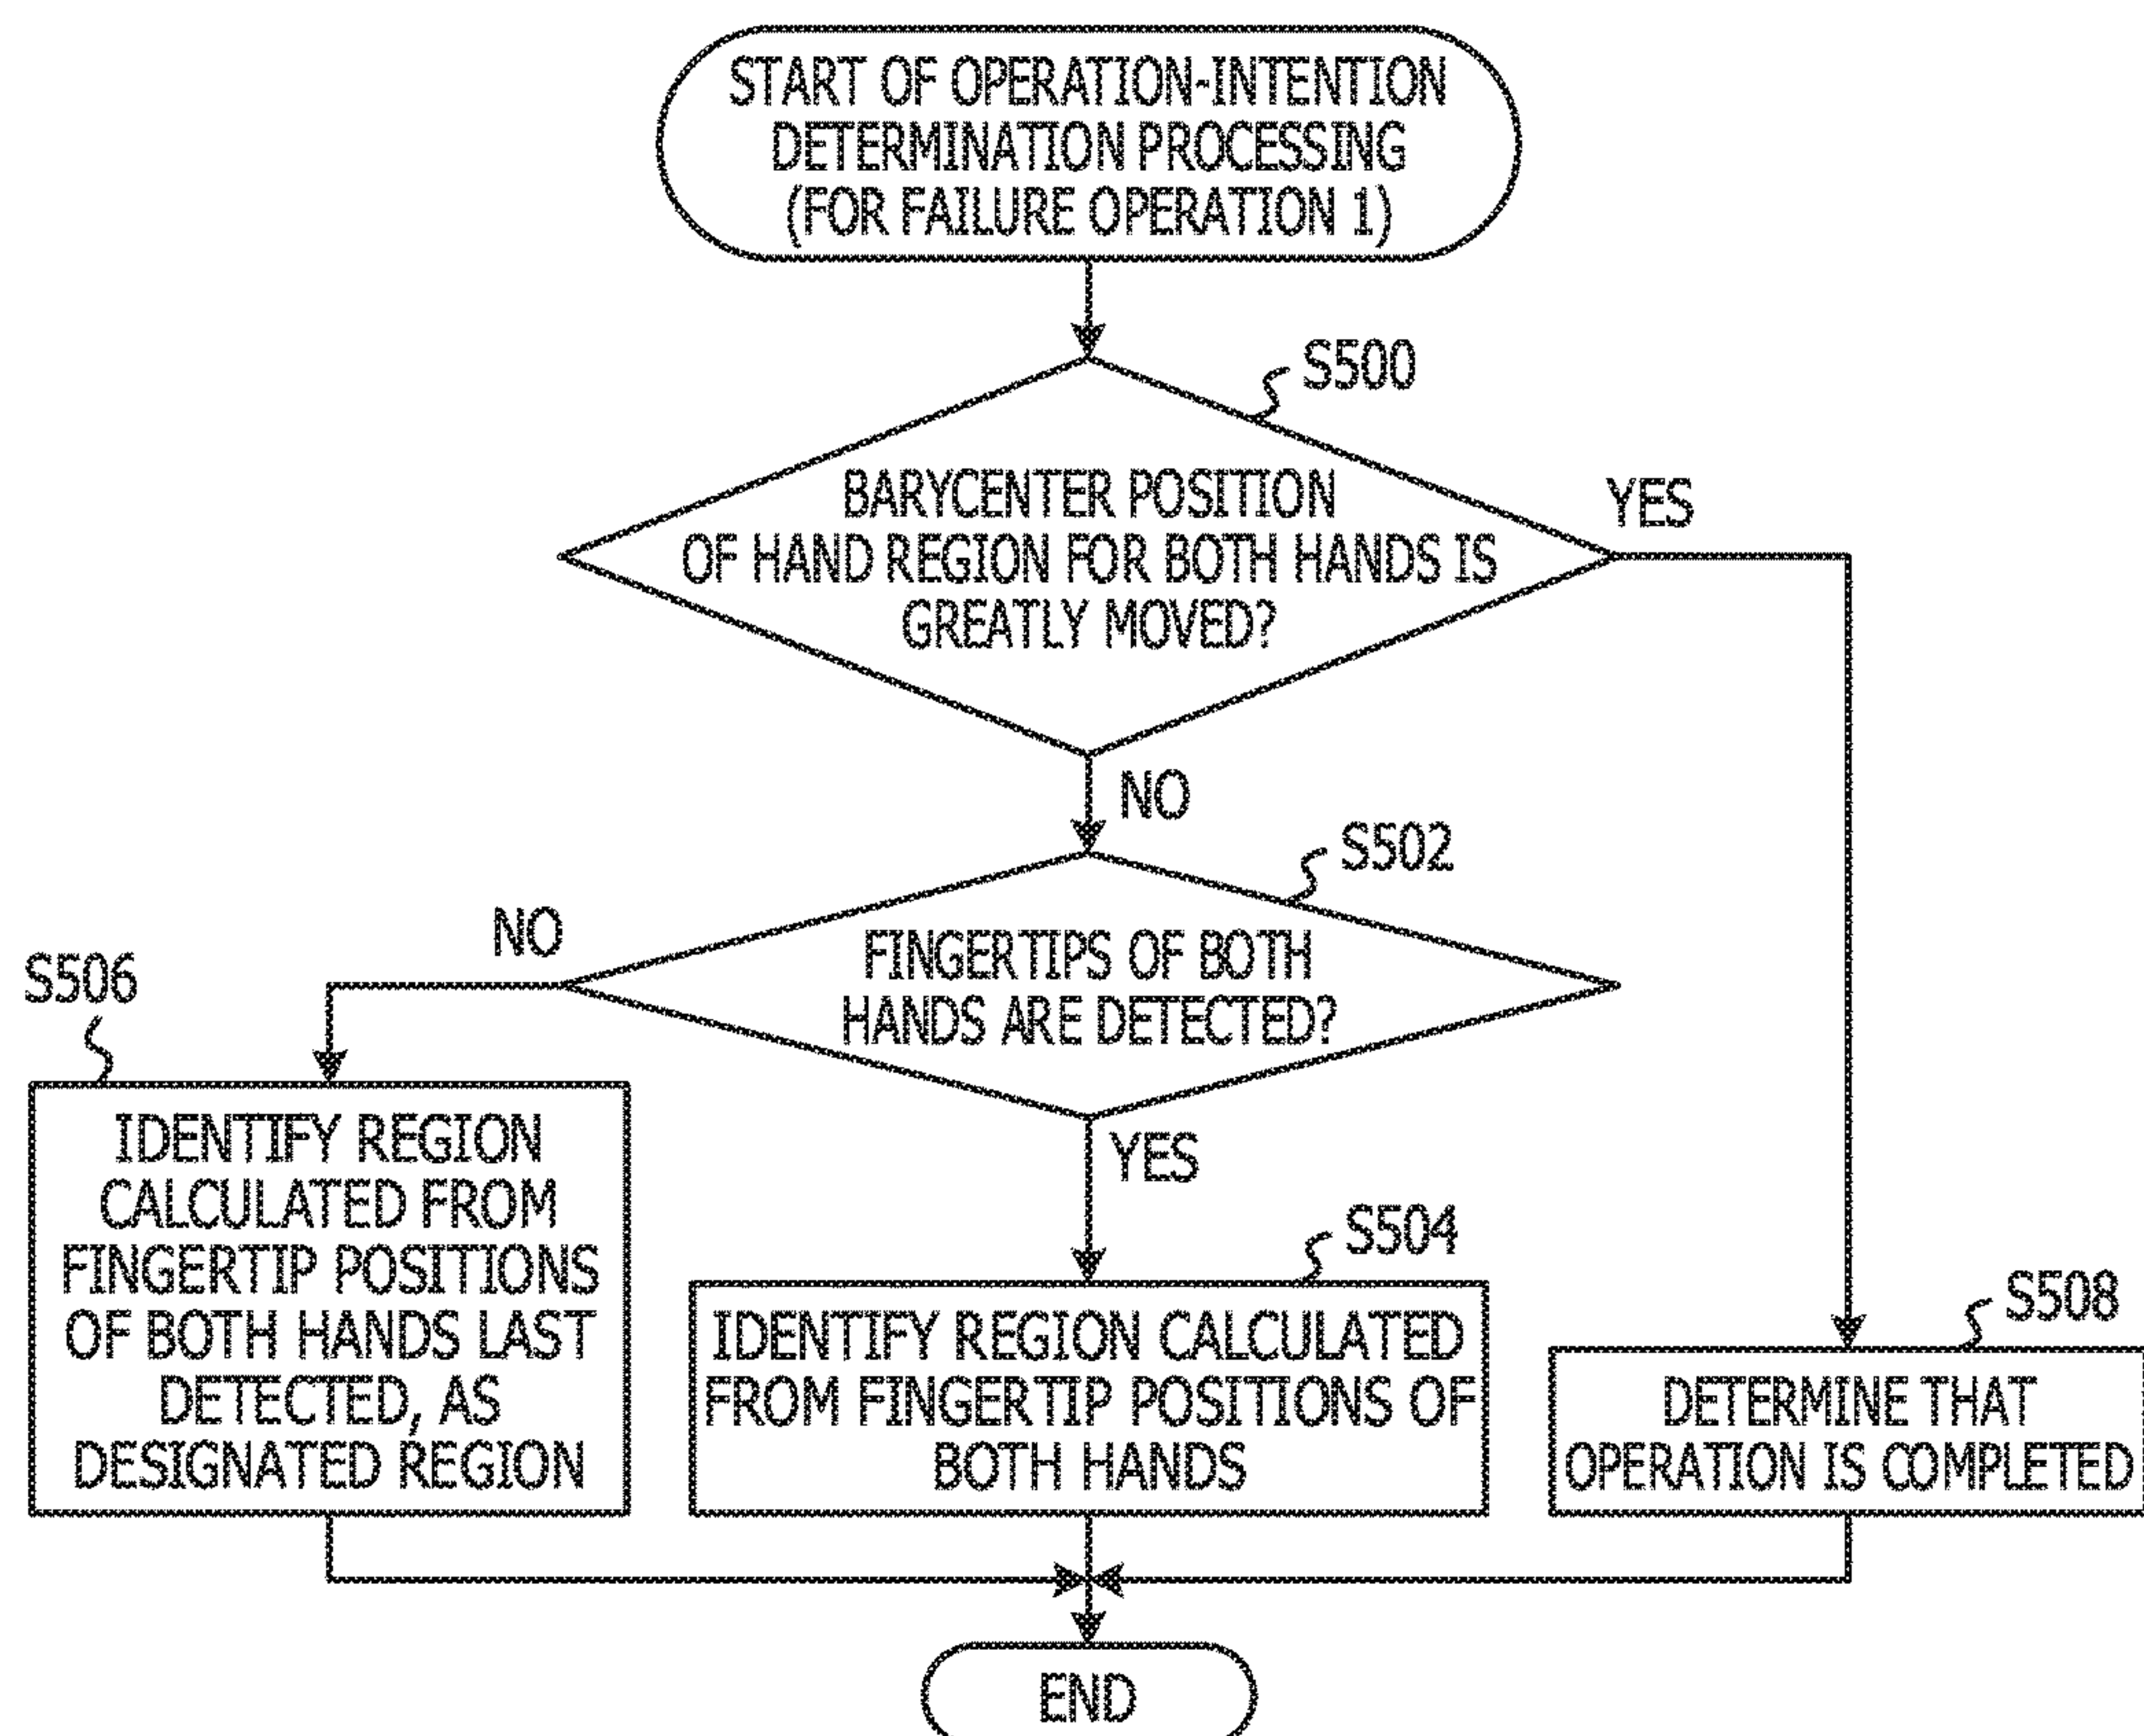 START OF OPERATION-INTENTION
DETERMINATION PROCESSING
(FOR FAILURE OPERATION 1)
S500
BARYCENTER POSITION
OF HAND REGION FOR BOTH HANDS IS
GREATLY MOVED?
YES
NO
S502
FINGERTIPS OF BOTH
HANDS ARE DETECTED?
NO
YES
S506
IDENTIFY REGION
CALCULATED FROM
FINGERTIP POSITIONS
OF BOTH HANDS LAST
DETECTED, AS
DESIGNATED REGION
S504
IDENTIFY REGION CALCULATED
FROM FINGERTIP POSITIONS OF
BOTH HANDS
S508
DETERMINE THAT
OPERATION IS COMPLETED
END